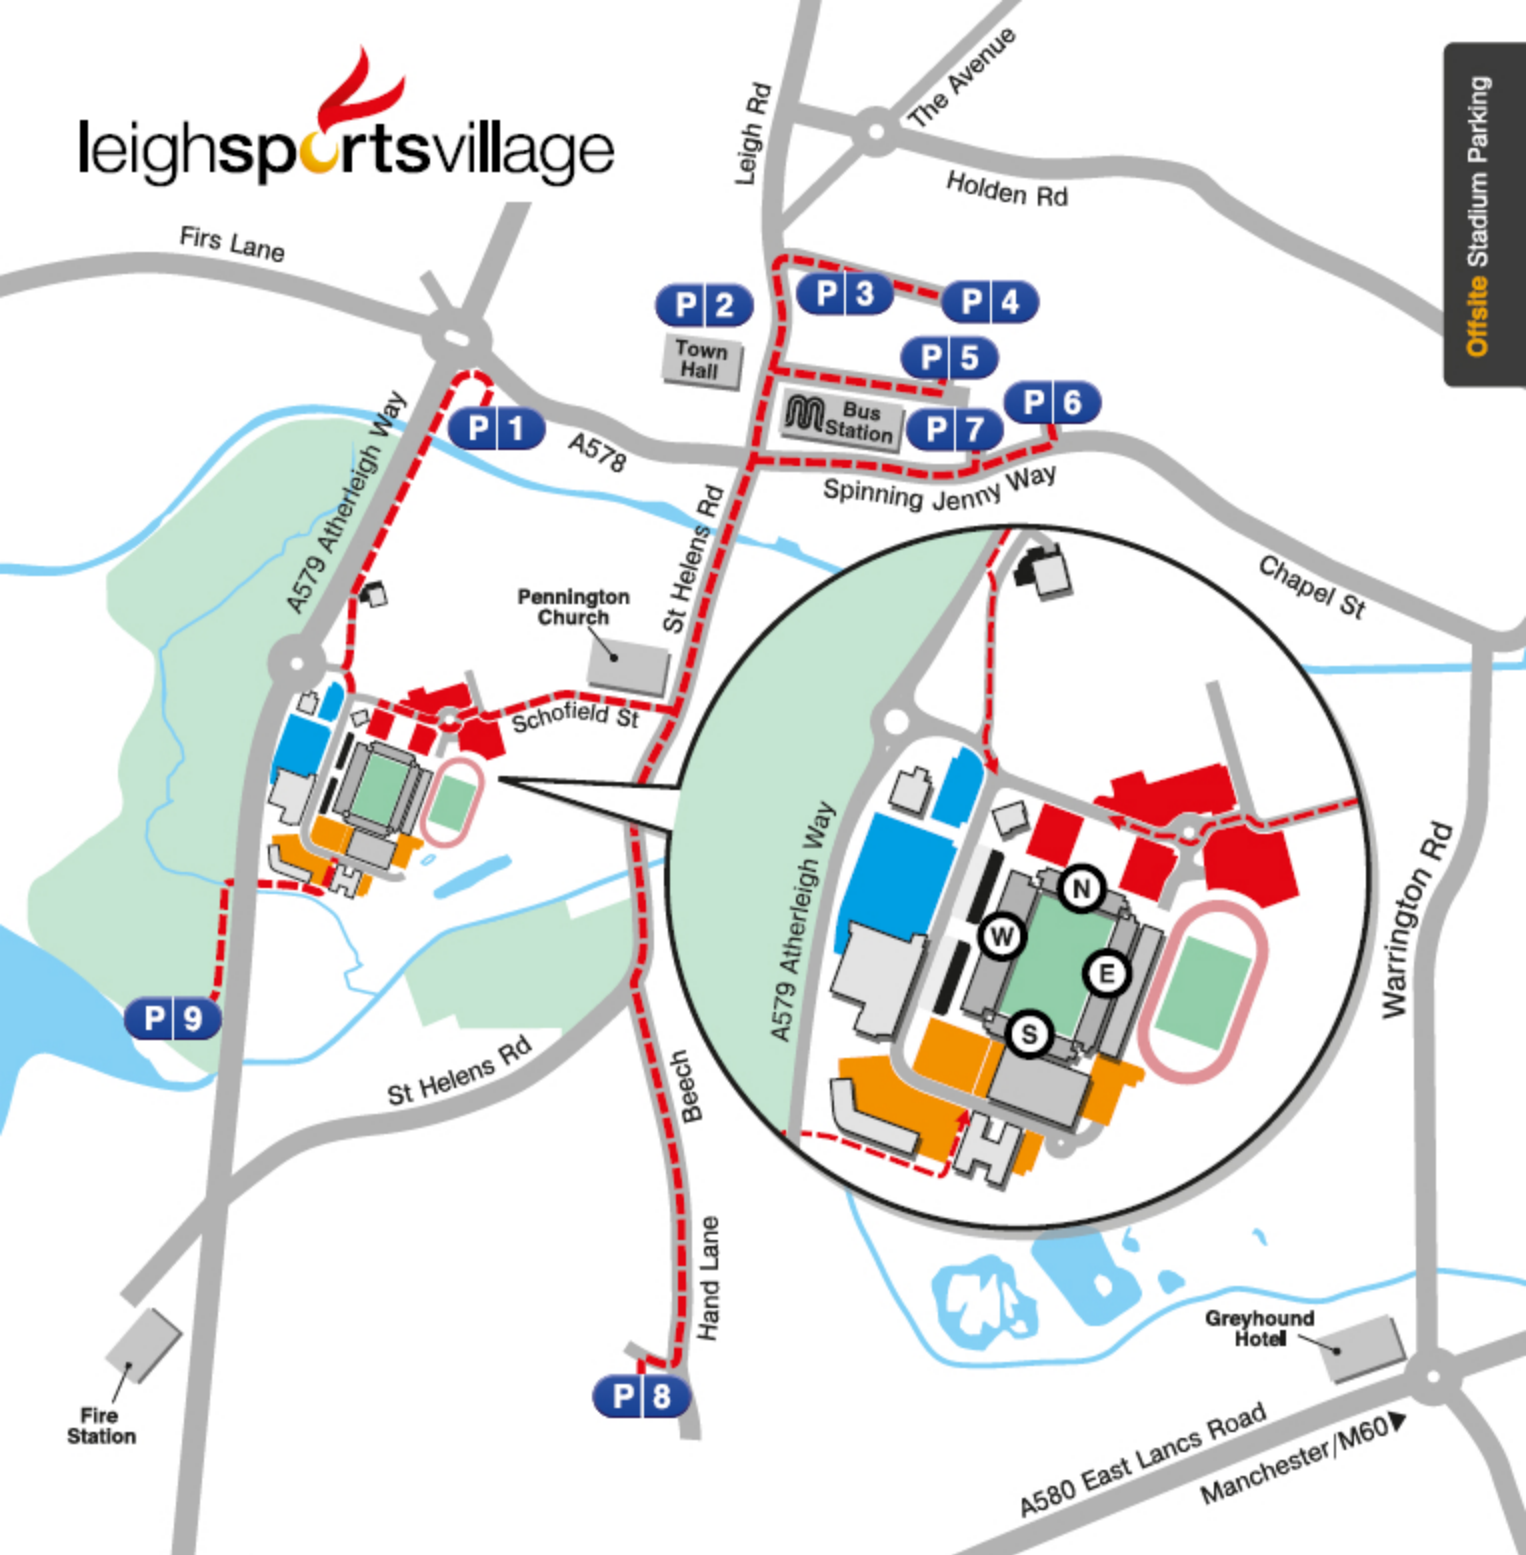 leighsportsvillage
Offsite Stadium Parking
Leigh Rd
The Avenue
Holden Rd
Firs Lane
P 2
P 3
P 4
Town
Hall
P 5
P 6
Bus
Station
P 7
P 1
A578
Spinning Jenny Way
A579 Atherleigh Way
St Helens Rd
Chapel St
Pennington
Church
Schofield St
A579 Atherleigh Way
N
W
E
S
Warrington Rd
P 9
St Helens Rd
Beech
Hand Lane
Greyhound
Hotel
P 8
Fire
Station
A580 East Lancs Road
Manchester/M60